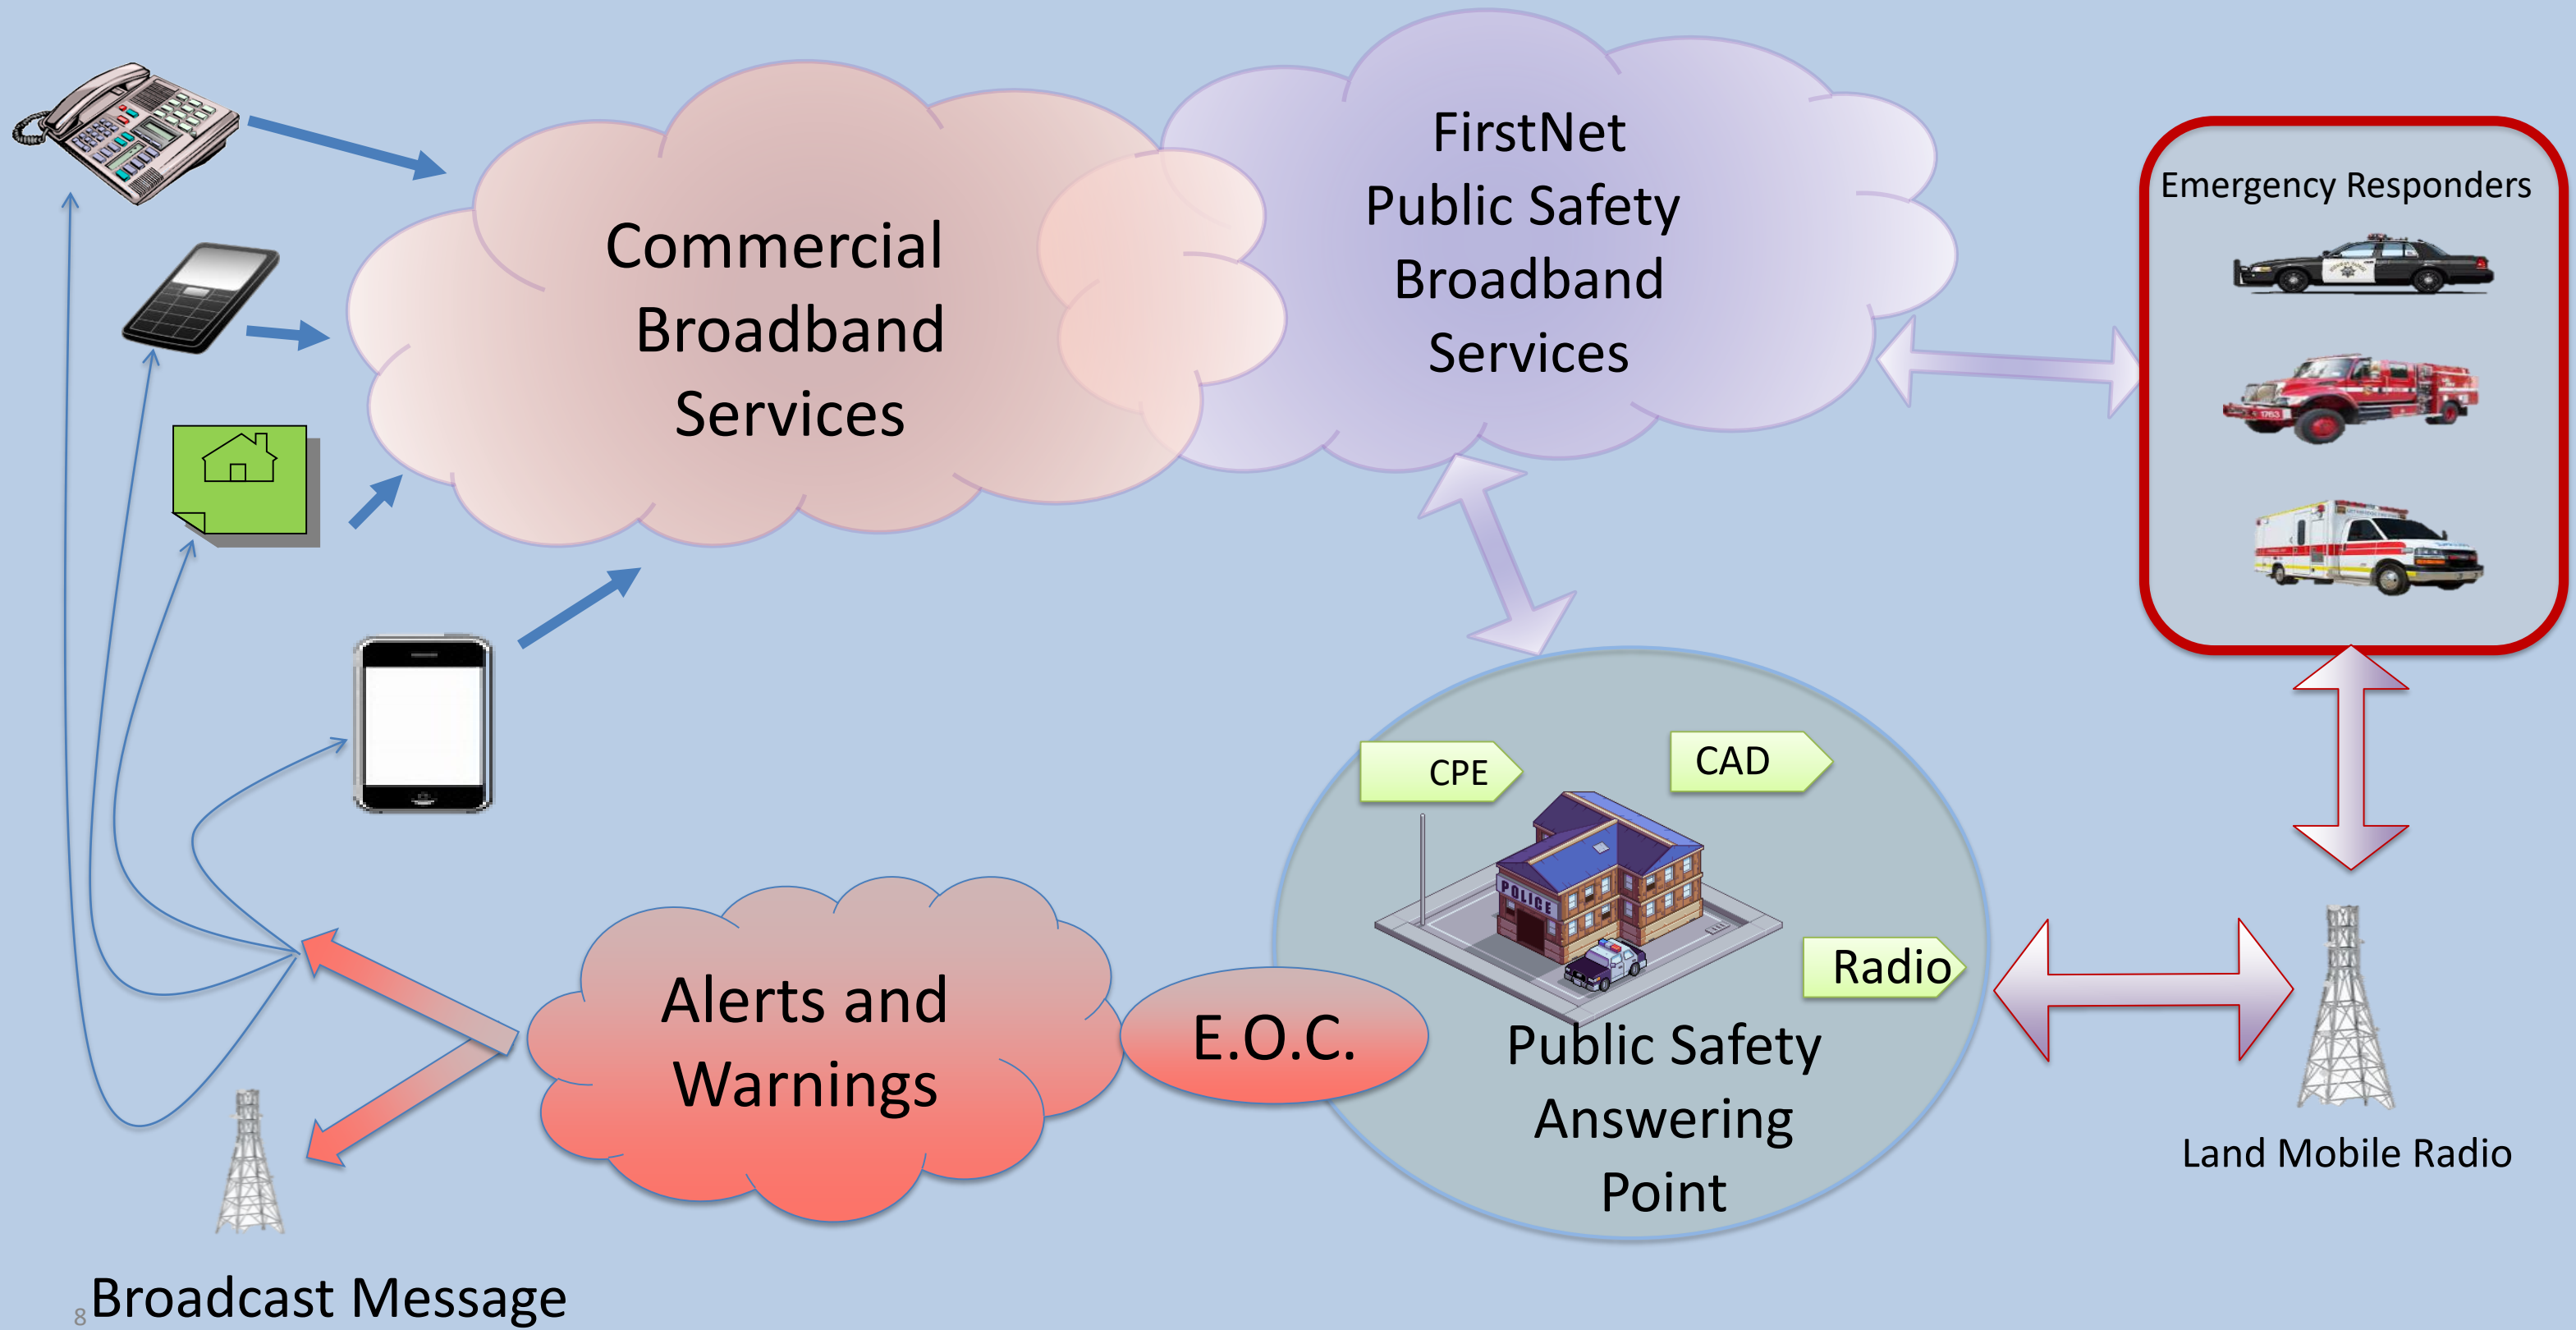 Commercial
Broadband
Services
FirstNet
Public Safety
Broadband
Services
Emergency Responders
1763
CPE
CAD
POLICE
Radio
Alerts and
Warnings
E.O.C.
Public Safety
Answering
Point
Land Mobile Radio
Broadcast Message
8